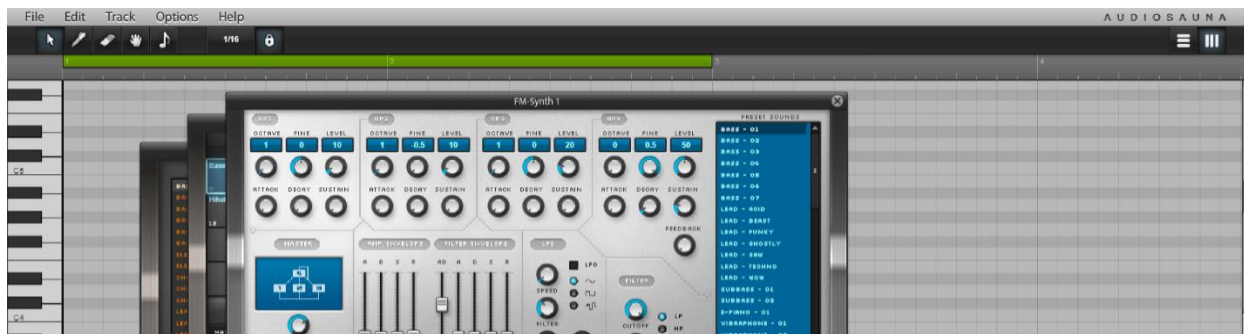 File Edit Track Options Help
AUDIOSAUNA
1/16
1 2 3 4
FM-Synth 1
OP1 OP2 OP3 OP4
PRESET SOUNDS
OCTAVE FINE LEVEL OCTAVE FINE LEVEL OCTAVE FINE LEVEL OCTAVE FINE LEVEL
1 0 10 1 -0.5 10 1 0 20 0 0.5 50
ATTACK DECAY SUSTAIN ATTACK DECAY SUSTAIN ATTACK DECAY SUSTAIN ATTACK DECAY SUSTAIN
FEEDBACK
MASTER AMP ENVELOPE FILTER ENVELOPE LFO
A D S R AD A D S R
LFO
SPEED
FILTER
FILTER
CUTOFF
LP
HP
BASS - 01
BASS - 02
BASS - 03
BASS - 04
BASS - 05
BASS - 06
BASS - 07
LEAD - ACID
LEAD - BEAST
LEAD - FUNKY
LEAD - GHOSTLY
LEAD - SAW
LEAD - TECHNO
LEAD - WOW
SUBBASS - 01
SUBBASS - 02
E-PIANO - 01
VIBRAPHONE - 01
C5
C4